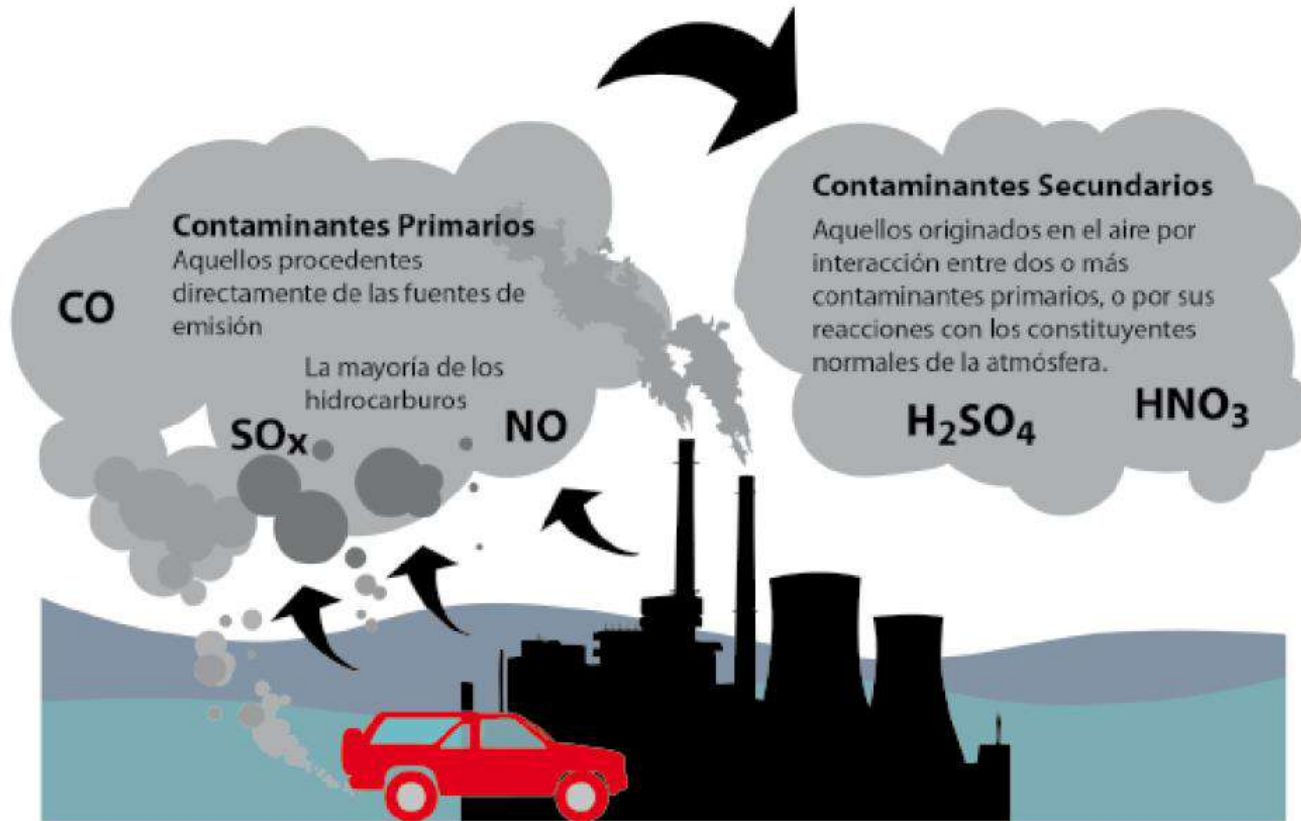 Contaminantes Primarios
Aquellos procedentes
directamente de las fuentes de
emisión
CO
La mayoría de los
hidrocarburos
SOx
NO
Contaminantes Secundarios
Aquellos originados en el aire por
interacción entre dos o más
contaminantes primarios, o por sus
reacciones con los constituyentes
normales de la atmósfera.
H₂SO₄
HNO₃